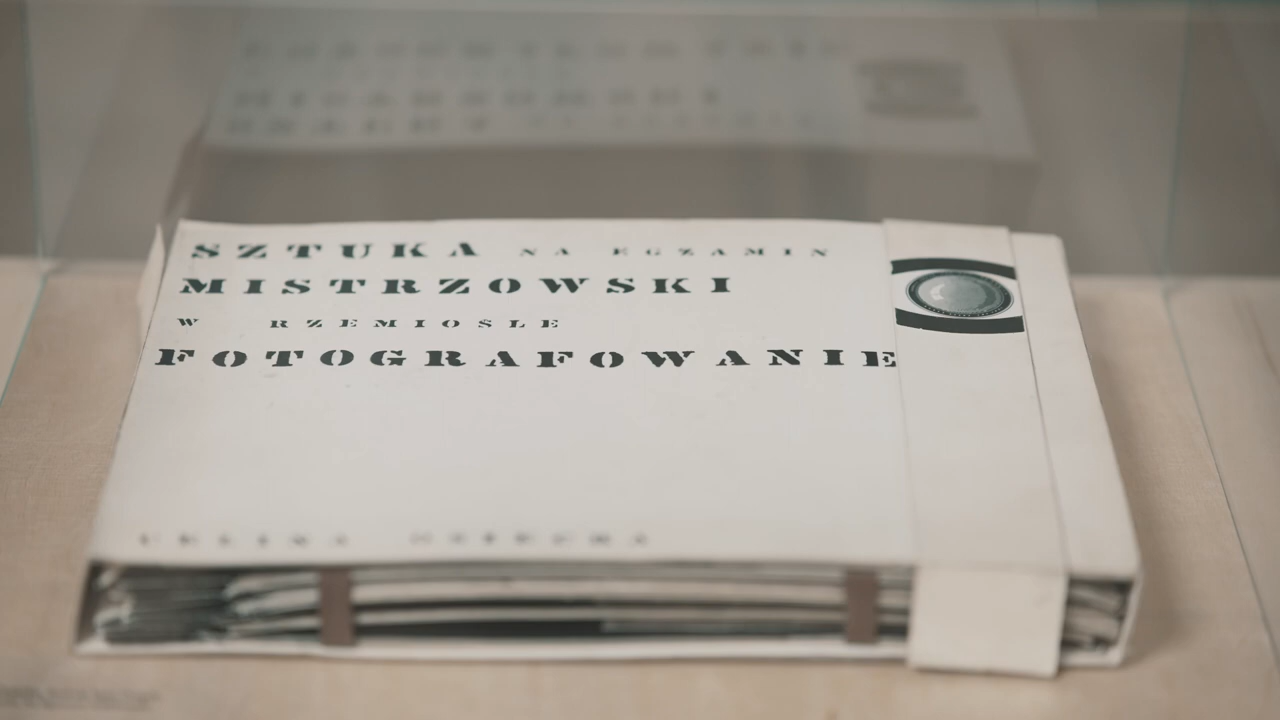 SZTUKA NA EGZAMIN
MISTRZOWSKI
W RZEMIOŚLE
FOTOGRAFOWANIE